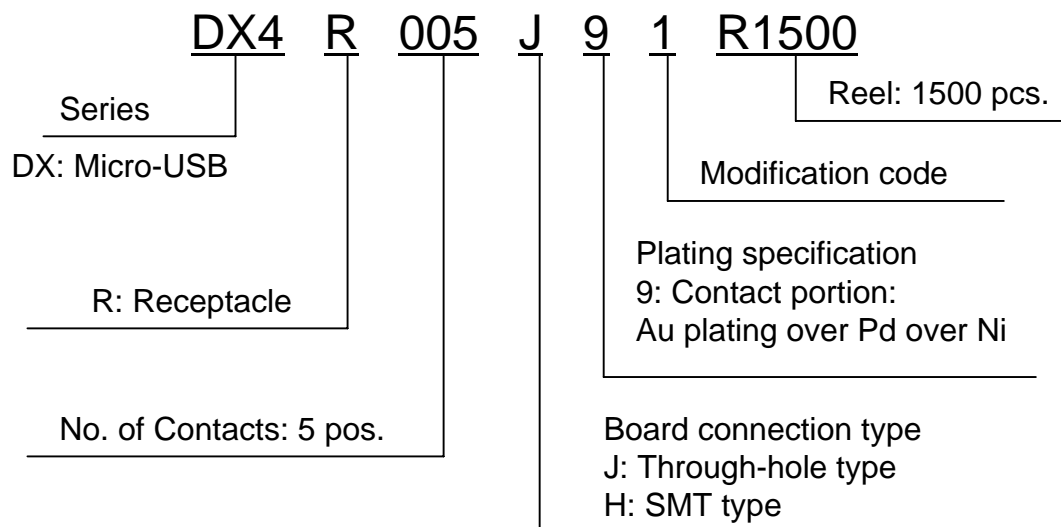 DX4 R 005 J 9 1 R1500
Reel: 1500 pcs.
Series
DX: Micro-USB
Modification code
Plating specification
9: Contact portion:
Au plating over Pd over Ni
R: Receptacle
No. of Contacts: 5 pos.
Board connection type
J: Through-hole type
H: SMT type